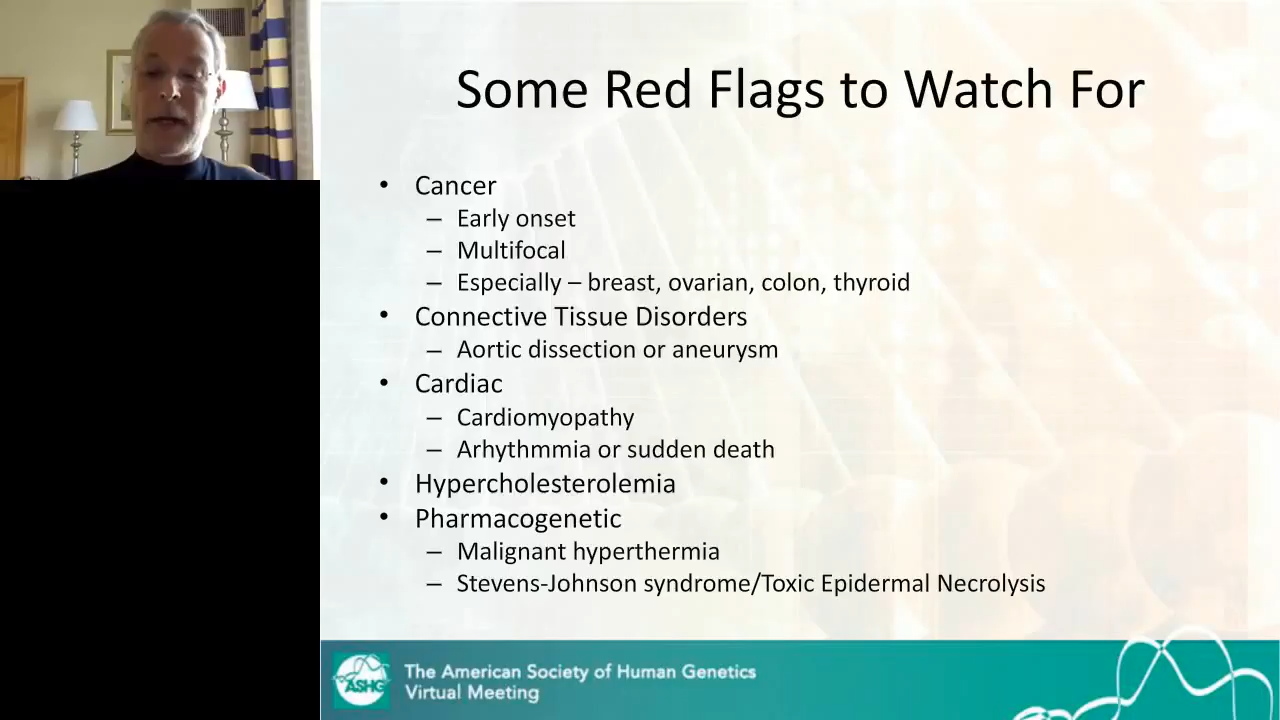 Some Red Flags to Watch For
• Cancer
– Early onset
– Multifocal
– Especially – breast, ovarian, colon, thyroid
• Connective Tissue Disorders
– Aortic dissection or aneurysm
• Cardiac
– Cardiomyopathy
– Arhythmmia or sudden death
• Hypercholesterolemia
• Pharmacogenetic
– Malignant hyperthermia
– Stevens-Johnson syndrome/Toxic Epidermal Necrolysis
ASHG
The American Society of Human Genetics
Virtual Meeting